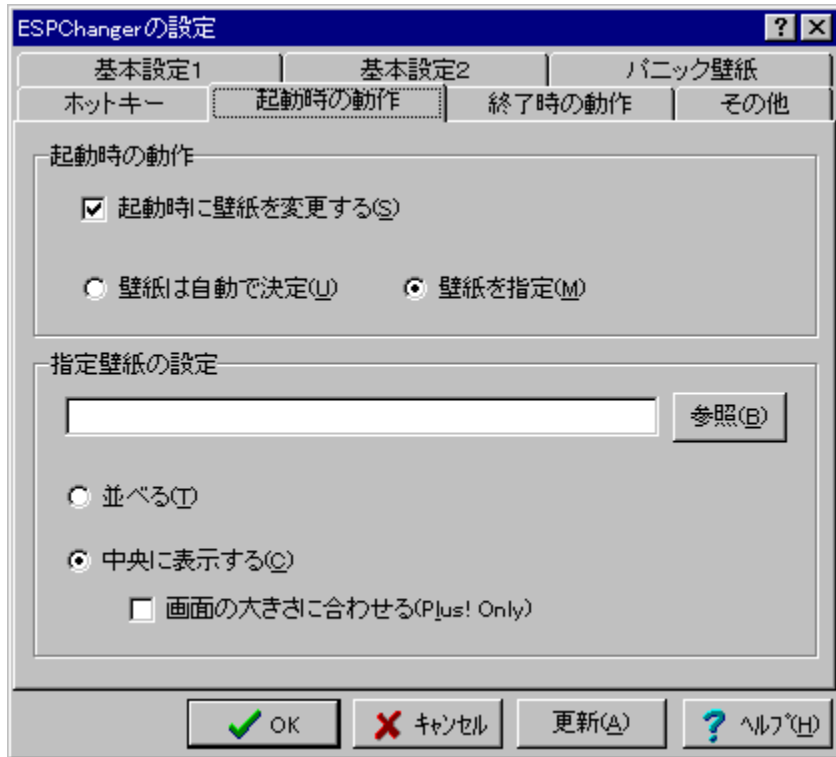 ESPChangerの設定
基本設定1 基本設定2 パニック壁紙
ホットキー 起動時の動作 終了時の動作 その他
起動時の動作
起動時に壁紙を変更する(S)
壁紙は自動で決定(U) 壁紙を指定(M)
指定壁紙の設定
参照(B)
並べる(T)
中央に表示する(C)
画面の大きさに合わせる(Plus! Only)
OK キャンセル 更新(A) ヘルプ(H)